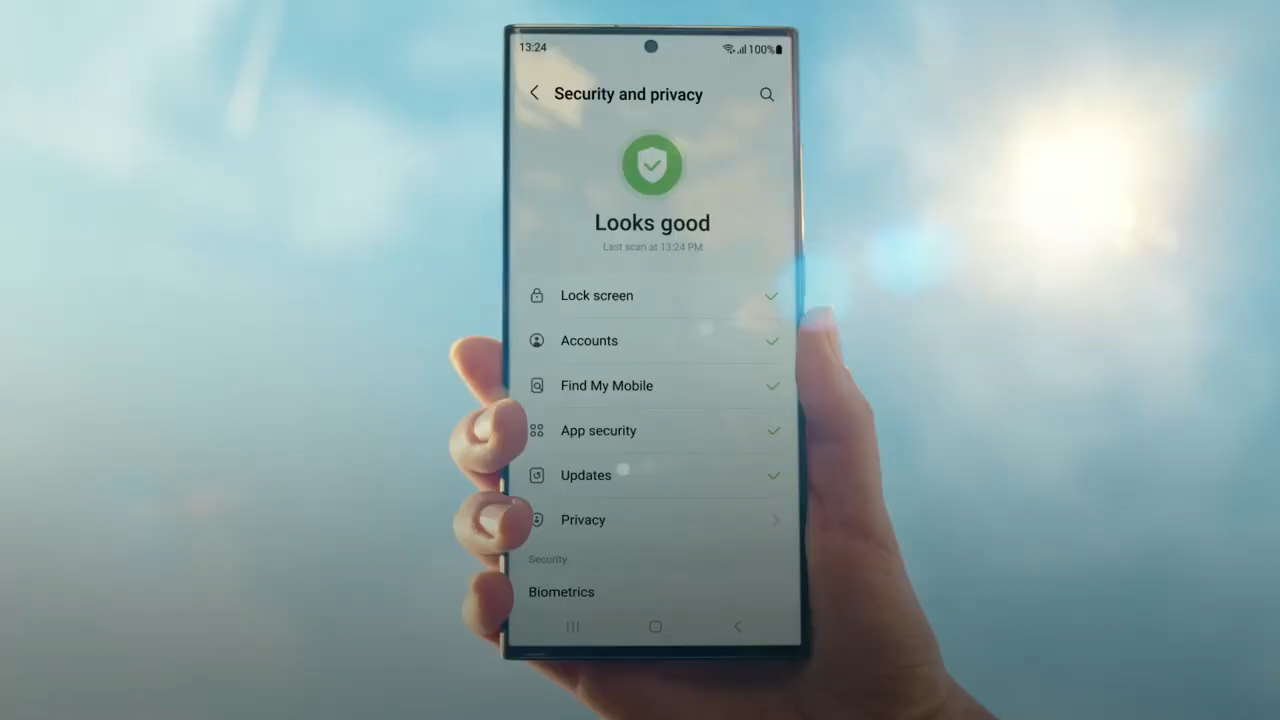 13:24
100%
Security and privacy
Looks good
Last scan at 13:24 PM
Lock screen
Accounts
Find My Mobile
App security
Updates
Privacy
Security
Biometrics